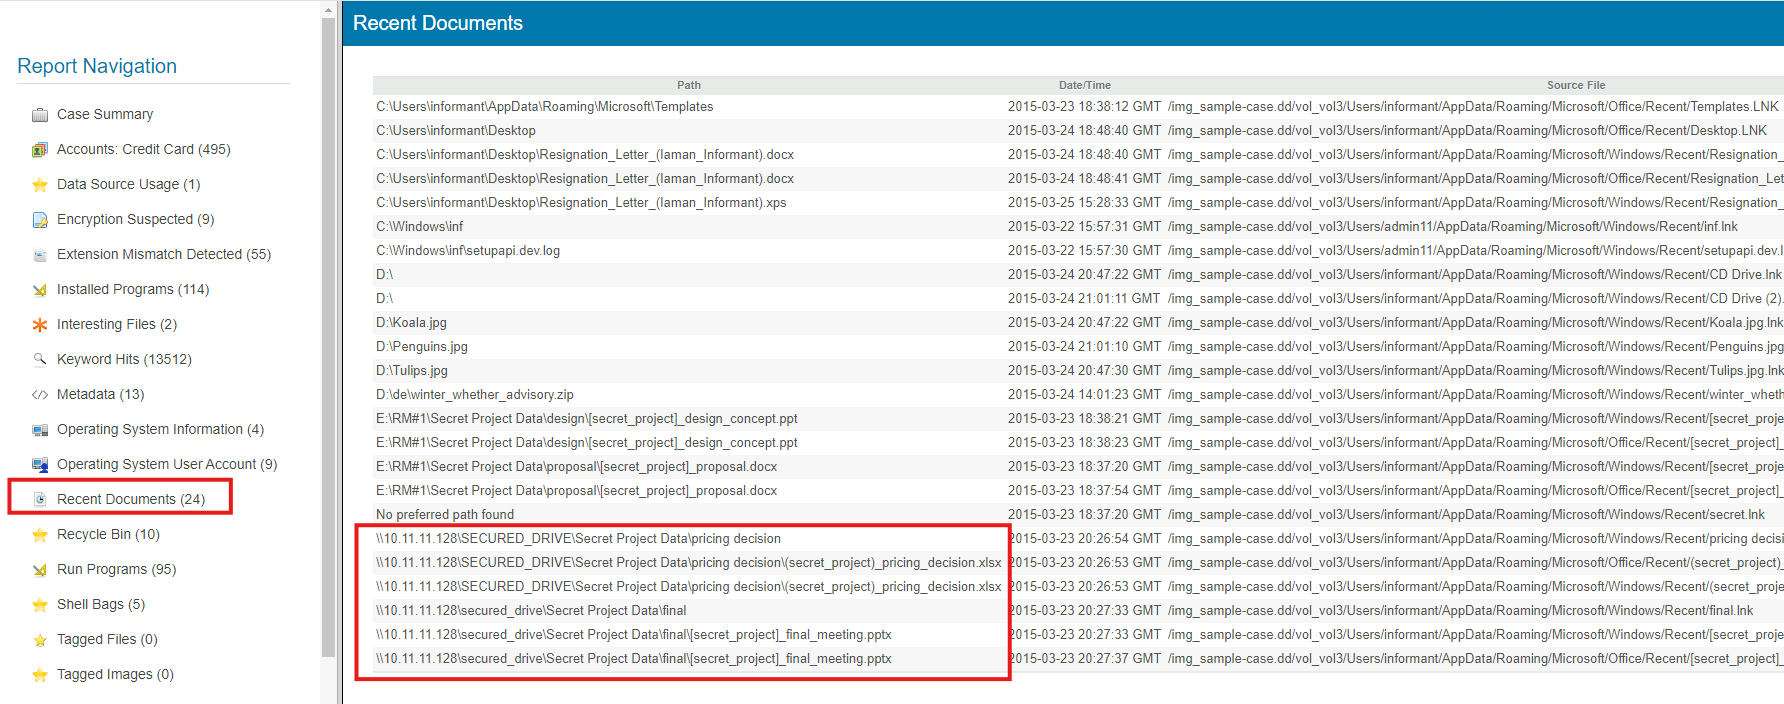 Report Navigation
Case Summary
Accounts: Credit Card (495)
Data Source Usage (1)
Encryption Suspected (9)
Extension Mismatch Detected (55)
Installed Programs (114)
Interesting Files (2)
Keyword Hits (13512)
Metadata (13)
Operating System Information (4)
Operating System User Account (9)
Recent Documents (24)
Recycle Bin (10)
Run Programs (95)
Shell Bags (5)
Tagged Files (0)
Tagged Images (0)
Recent Documents
Path Date/Time Source File
C:\Users\informant\AppData\Roaming\Microsoft\Templates 2015-03-23 18:38:12 GMT /img_sample-case.dd/vol_vol3/Users/informant/AppData/Roaming/Microsoft/Office/Recent/Templates.LNK
C:\Users\informant\Desktop 2015-03-24 18:48:40 GMT /img_sample-case.dd/vol_vol3/Users/informant/AppData/Roaming/Microsoft/Office/Recent/Desktop.LNK
C:\Users\informant\Desktop\Resignation_Letter_(Iaman_Informant).docx 2015-03-24 18:48:40 GMT /img_sample-case.dd/vol_vol3/Users/informant/AppData/Roaming/Microsoft/Windows/Recent/Resignation_
C:\Users\informant\Desktop\Resignation_Letter_(Iaman_Informant).docx 2015-03-24 18:48:41 GMT /img_sample-case.dd/vol_vol3/Users/informant/AppData/Roaming/Microsoft/Office/Recent/Resignation_Let
C:\Users\informant\Desktop\Resignation_Letter_(Iaman_Informant).xps 2015-03-25 15:28:33 GMT /img_sample-case.dd/vol_vol3/Users/informant/AppData/Roaming/Microsoft/Windows/Recent/Resignation_
C:\Windows\inf 2015-03-22 15:57:31 GMT /img_sample-case.dd/vol_vol3/Users/admin11/AppData/Roaming/Microsoft/Windows/Recent/inf.lnk
C:\Windows\inf\setupapi.dev.log 2015-03-22 15:57:30 GMT /img_sample-case.dd/vol_vol3/Users/admin11/AppData/Roaming/Microsoft/Windows/Recent/setupapi.dev.l
D:\ 2015-03-24 20:47:22 GMT /img_sample-case.dd/vol_vol3/Users/informant/AppData/Roaming/Microsoft/Windows/Recent/CD Drive.lnk
D:\ 2015-03-24 21:01:11 GMT /img_sample-case.dd/vol_vol3/Users/informant/AppData/Roaming/Microsoft/Windows/Recent/CD Drive (2).
D:\Koala.jpg 2015-03-24 20:47:22 GMT /img_sample-case.dd/vol_vol3/Users/informant/AppData/Roaming/Microsoft/Windows/Recent/Koala.jpg.lnk
D:\Penguins.jpg 2015-03-24 21:01:10 GMT /img_sample-case.dd/vol_vol3/Users/informant/AppData/Roaming/Microsoft/Windows/Recent/Penguins.jpg
D:\Tulips.jpg 2015-03-24 20:47:30 GMT /img_sample-case.dd/vol_vol3/Users/informant/AppData/Roaming/Microsoft/Windows/Recent/Tulips.jpg.lnk
D:\de\winter_whether_advisory.zip 2015-03-24 14:01:23 GMT /img_sample-case.dd/vol_vol3/Users/informant/AppData/Roaming/Microsoft/Windows/Recent/winter_wheth
E:\RM#1\Secret Project Data\design\[secret_project]_design_concept.ppt 2015-03-23 18:38:21 GMT /img_sample-case.dd/vol_vol3/Users/informant/AppData/Roaming/Microsoft/Windows/Recent/[secret_proje
E:\RM#1\Secret Project Data\design\[secret_project]_design_concept.ppt 2015-03-23 18:38:23 GMT /img_sample-case.dd/vol_vol3/Users/informant/AppData/Roaming/Microsoft/Office/Recent/[secret_project]_
E:\RM#1\Secret Project Data\proposal\[secret_project]_proposal.docx 2015-03-23 18:37:20 GMT /img_sample-case.dd/vol_vol3/Users/informant/AppData/Roaming/Microsoft/Windows/Recent/[secret_proje
E:\RM#1\Secret Project Data\proposal\[secret_project]_proposal.docx 2015-03-23 18:37:54 GMT /img_sample-case.dd/vol_vol3/Users/informant/AppData/Roaming/Microsoft/Office/Recent/[secret_project]_
No preferred path found 2015-03-23 18:37:20 GMT /img_sample-case.dd/vol_vol3/Users/informant/AppData/Roaming/Microsoft/Windows/Recent/secret.lnk
\\10.11.11.128\SECURED_DRIVE\Secret Project Data\pricing decision 2015-03-23 20:26:54 GMT /img_sample-case.dd/vol_vol3/Users/informant/AppData/Roaming/Microsoft/Windows/Recent/pricing decisi
\\10.11.11.128\SECURED_DRIVE\Secret Project Data\pricing decision\(secret_project)_pricing_decision.xlsx 2015-03-23 20:26:53 GMT /img_sample-case.dd/vol_vol3/Users/informant/AppData/Roaming/Microsoft/Office/Recent/(secret_project)_
\\10.11.11.128\SECURED_DRIVE\Secret Project Data\pricing decision\(secret_project)_pricing_decision.xlsx 2015-03-23 20:26:53 GMT /img_sample-case.dd/vol_vol3/Users/informant/AppData/Roaming/Microsoft/Windows/Recent/(secret_proje
\\10.11.11.128\secured_drive\Secret Project Data\final 2015-03-23 20:27:33 GMT /img_sample-case.dd/vol_vol3/Users/informant/AppData/Roaming/Microsoft/Windows/Recent/final.lnk
\\10.11.11.128\secured_drive\Secret Project Data\final\[secret_project]_final_meeting.pptx 2015-03-23 20:27:33 GMT /img_sample-case.dd/vol_vol3/Users/informant/AppData/Roaming/Microsoft/Windows/Recent/[secret_proje
\\10.11.11.128\secured_drive\Secret Project Data\final\[secret_project]_final_meeting.pptx 2015-03-23 20:27:37 GMT /img_sample-case.dd/vol_vol3/Users/informant/AppData/Roaming/Microsoft/Office/Recent/[secret_project]_